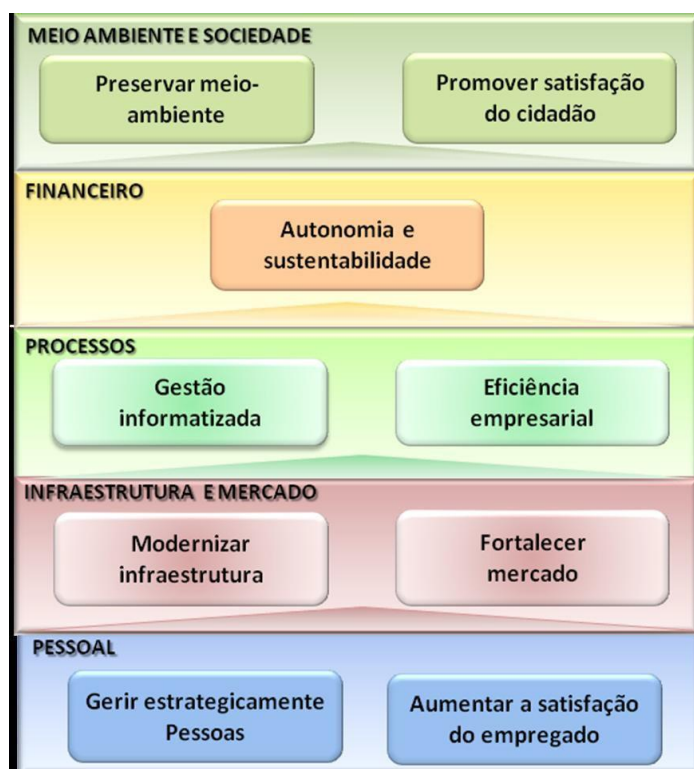 MEIO AMBIENTE E SOCIEDADE
Preservar meio-
ambiente
Promover satisfação
do cidadão
FINANCEIRO
Autonomia e
sustentabilidade
PROCESSOS
Gestão
informatizada
Eficiência
empresarial
INFRAESTRUTURA E MERCADO
Modernizar
infraestrutura
Fortalecer
mercado
PESSOAL
Gerir estrategicamente
Pessoas
Aumentar a satisfação
do empregado